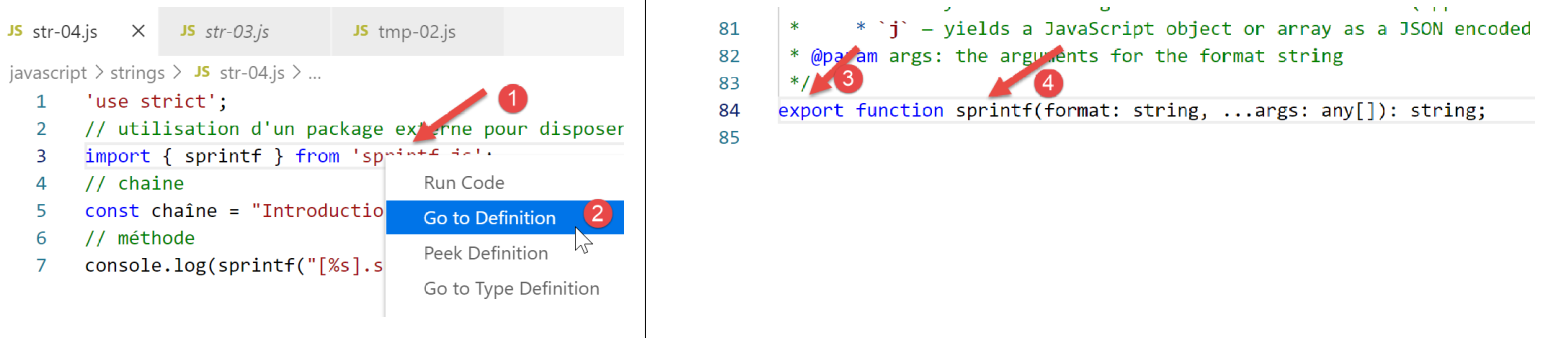 JS str-04.js × JS str-03.js JS tmp-02.js
javascript > strings > JS str-04.js > ...
1 'use strict';
2 // utilisation d'un package externe pour disposer
3 import { sprintf } from 'sprintf-js';
4 // chaine
5 const chaîne = "Introductio
6 // méthode
7 console.log(sprintf("[%s].s
1
Run Code
Go to Definition 2
Peek Definition
Go to Type Definition
81 * * `j` — yields a JavaScript object or array as a JSON encoded
82 * @param args: the arguments for the format string
83 */
84 export function sprintf(format: string, ...args: any[]): string;
85
3
4